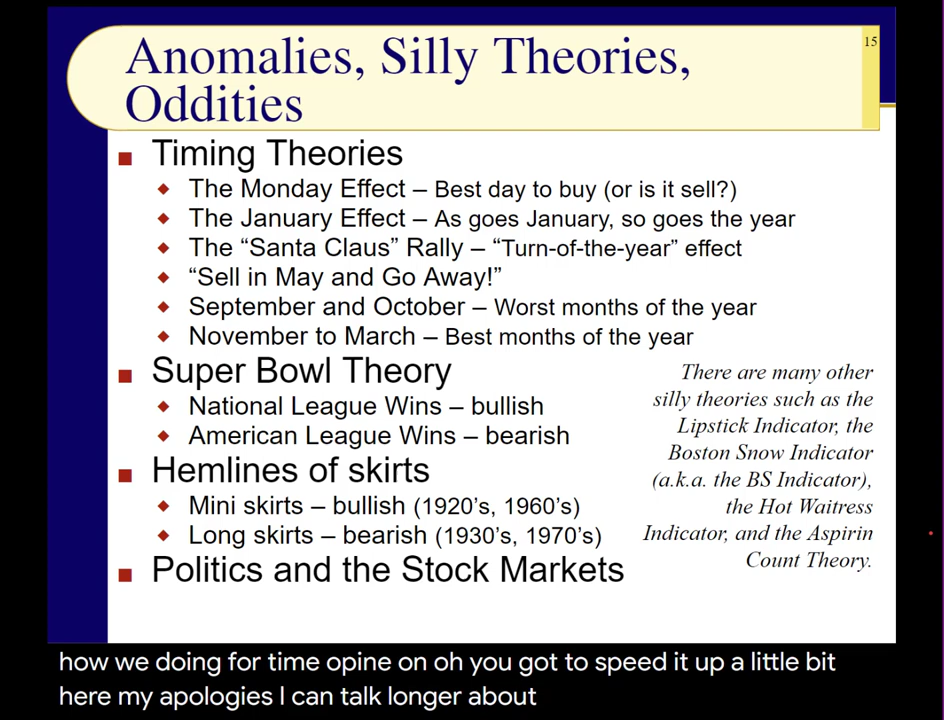 Anomalies, Silly Theories,
Oddities
15
Timing Theories
The Monday Effect – Best day to buy (or is it sell?)
The January Effect – As goes January, so goes the year
The “Santa Claus” Rally – “Turn-of-the-year” effect
“Sell in May and Go Away!”
September and October – Worst months of the year
November to March – Best months of the year
Super Bowl Theory
National League Wins – bullish
American League Wins – bearish
Hemlines of skirts
Mini skirts – bullish (1920’s, 1960’s)
Long skirts – bearish (1930’s, 1970’s)
Politics and the Stock Markets
There are many other
silly theories such as the
Lipstick Indicator, the
Boston Snow Indicator
(a.k.a. the BS Indicator),
the Hot Waitress
Indicator, and the Aspirin
Count Theory.
how we doing for time opine on oh you got to speed it up a little bit
here my apologies I can talk longer about